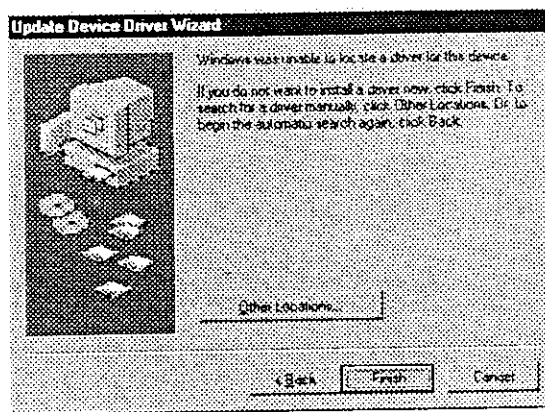 Update Device Driver Wizard
Windows was unable to locate a driver for this device.
If you do not want to install a driver now, click Finish. To
search for a driver manually, click Other Locations. Or, to
begin the automatic search again, click Back.
Other Locations...
< Back
Finish
Cancel